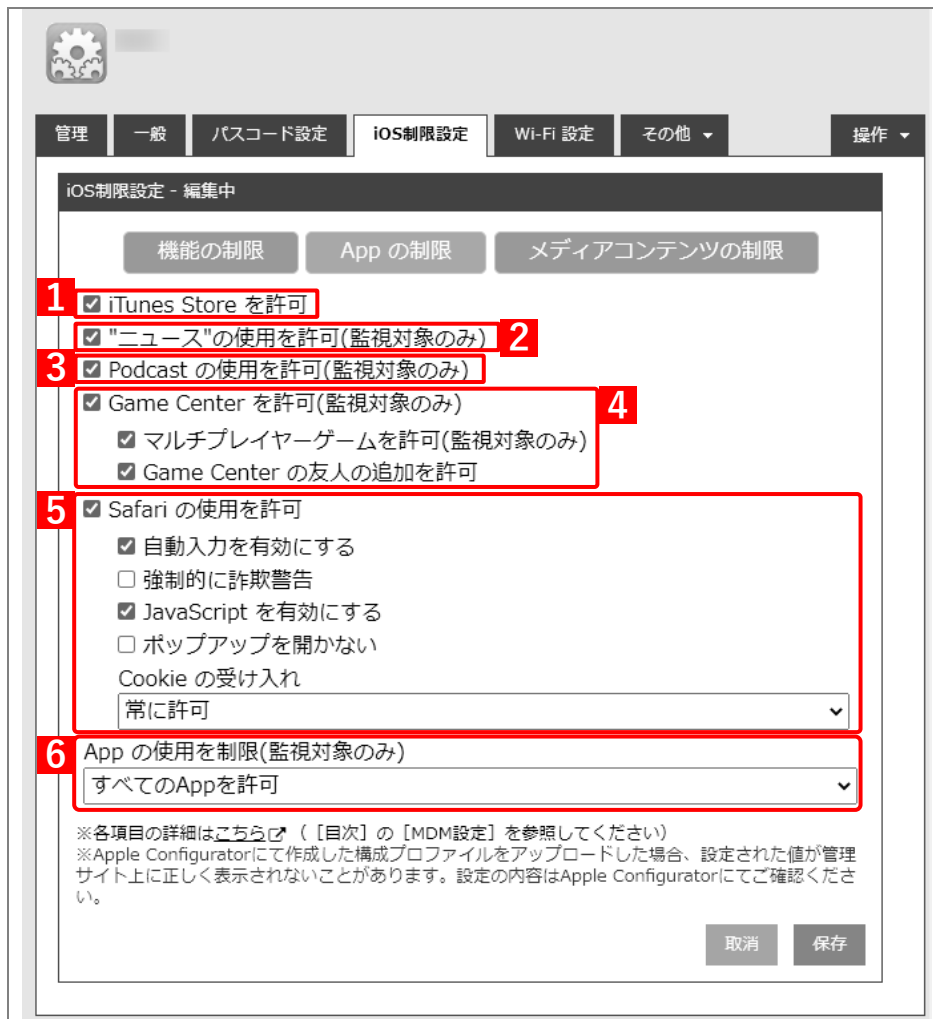 管理 一般 パスコード設定 iOS制限設定 Wi-Fi 設定 その他 操作
iOS制限設定 - 編集中
機能の制限 App の制限 メディアコンテンツの制限
1 iTunes Store を許可
"ニュース"の使用を許可(監視対象のみ) 2
3 Podcast の使用を許可(監視対象のみ)
Game Center を許可(監視対象のみ) 4
マルチプレイヤーゲームを許可(監視対象のみ)
Game Center の友人の追加を許可
5 Safari の使用を許可
自動入力を有効にする
強制的に詐欺警告
JavaScript を有効にする
ポップアップを開かない
Cookie の受け入れ
常に許可
6 App の使用を制限(監視対象のみ)
すべてのAppを許可
※各項目の詳細はこちら（［目次］の［MDM設定］を参照してください）
※Apple Configuratorにて作成した構成プロファイルをアップロードした場合、設定された値が管理
サイト上に正しく表示されないことがあります。設定の内容はApple Configuratorにてご確認くださ
い。
取消 保存